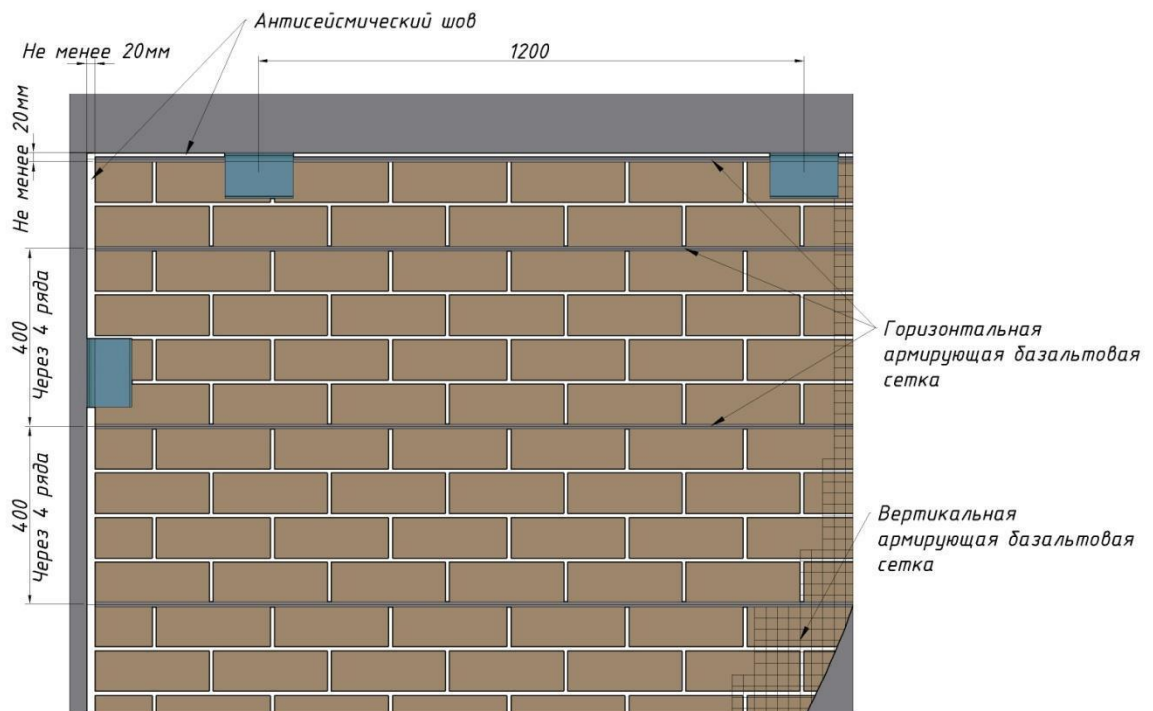 Антисейсмический шов
Не менее 20мм
1200
Не менее 20мм
400
Через 4 ряда
Горизонтальная
армирующая базальтовая
сетка
400
Через 4 ряда
Вертикальная
армирующая базальтовая
сетка